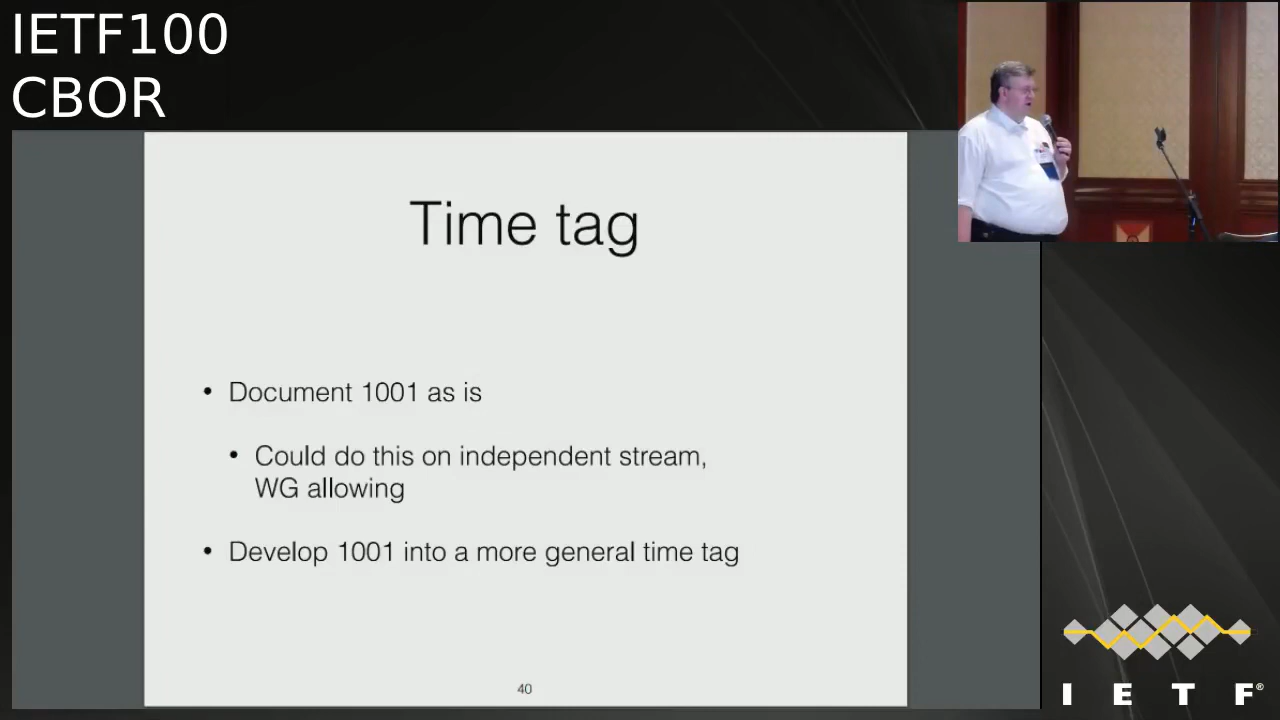 IETF100
CBOR
Time tag
• Document 1001 as is
• Could do this on independent stream,
WG allowing
• Develop 1001 into a more general time tag
40
I E T F®